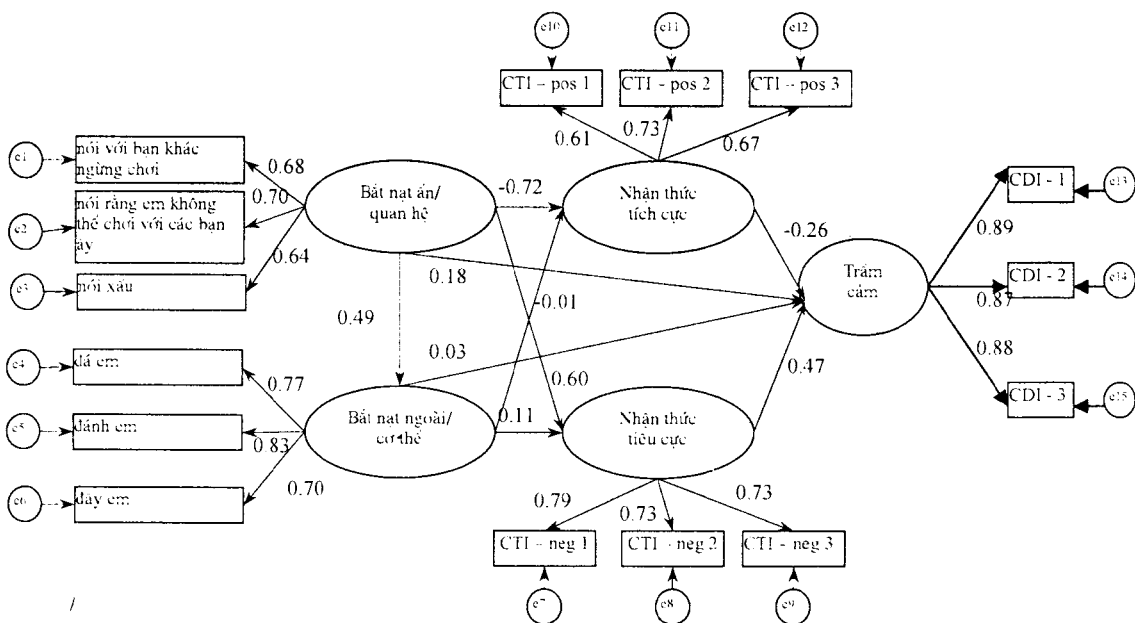 e10
e11
e12
CTI – pos 1
CTI – pos 2
CTI – pos 3
0.61
0.73
0.67
e1
nói với bạn khác
ngừng chơi
0.68
e2
nói rằng em không
thể chơi với các bạn
ấy
0.70
e3
nói xấu
0.64
Bắt nạt ẩn/
quan hệ
-0.72
Nhận thức
tích cực
-0.26
0.18
-0.01
0.49
0.03
0.60
Trầm
cảm
CDI - 1
e13
0.89
CDI - 2
e14
0.87
0.88
CDI - 3
e15
0.47
e4
đá em
0.77
e5
đánh em
0.83
e6
đẩy em
0.70
Bắt nạt ngoài/
cơ thể
0.11
Nhận thức
tiêu cực
0.79
0.73
0.73
CTI – neg 1
CTI – neg 2
CTI – neg 3
e7
e8
e9